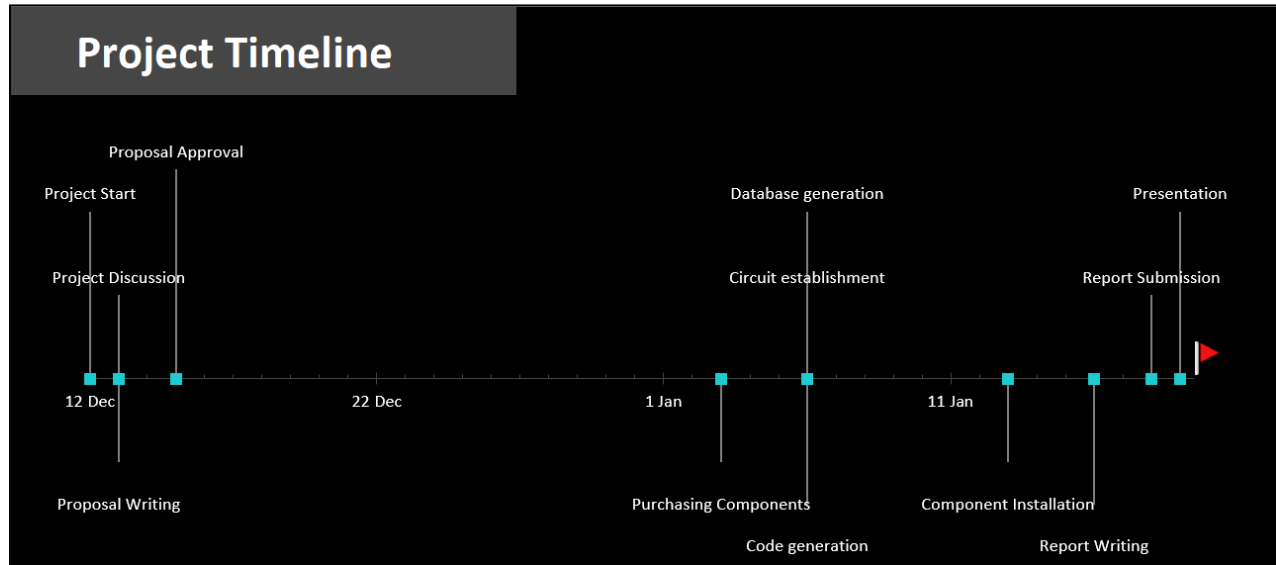 Project Timeline
Proposal Approval
Project Start
Database generation
Presentation
Project Discussion
Circuit establishment
Report Submission
12 Dec
22 Dec
1 Jan
11 Jan
Proposal Writing
Purchasing Components
Component Installation
Code generation
Report Writing